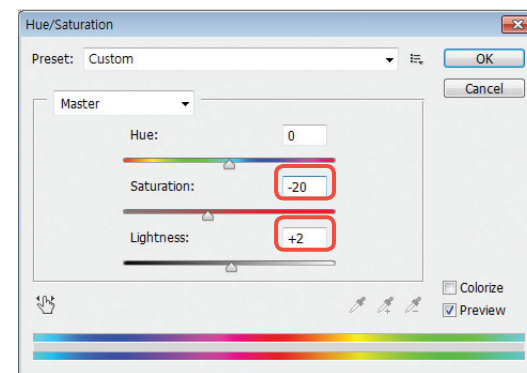 Hue/Saturation
Preset: Custom
OK
Cancel
Master
Hue: 0
Saturation: -20
Lightness: +2
Colorize
Preview